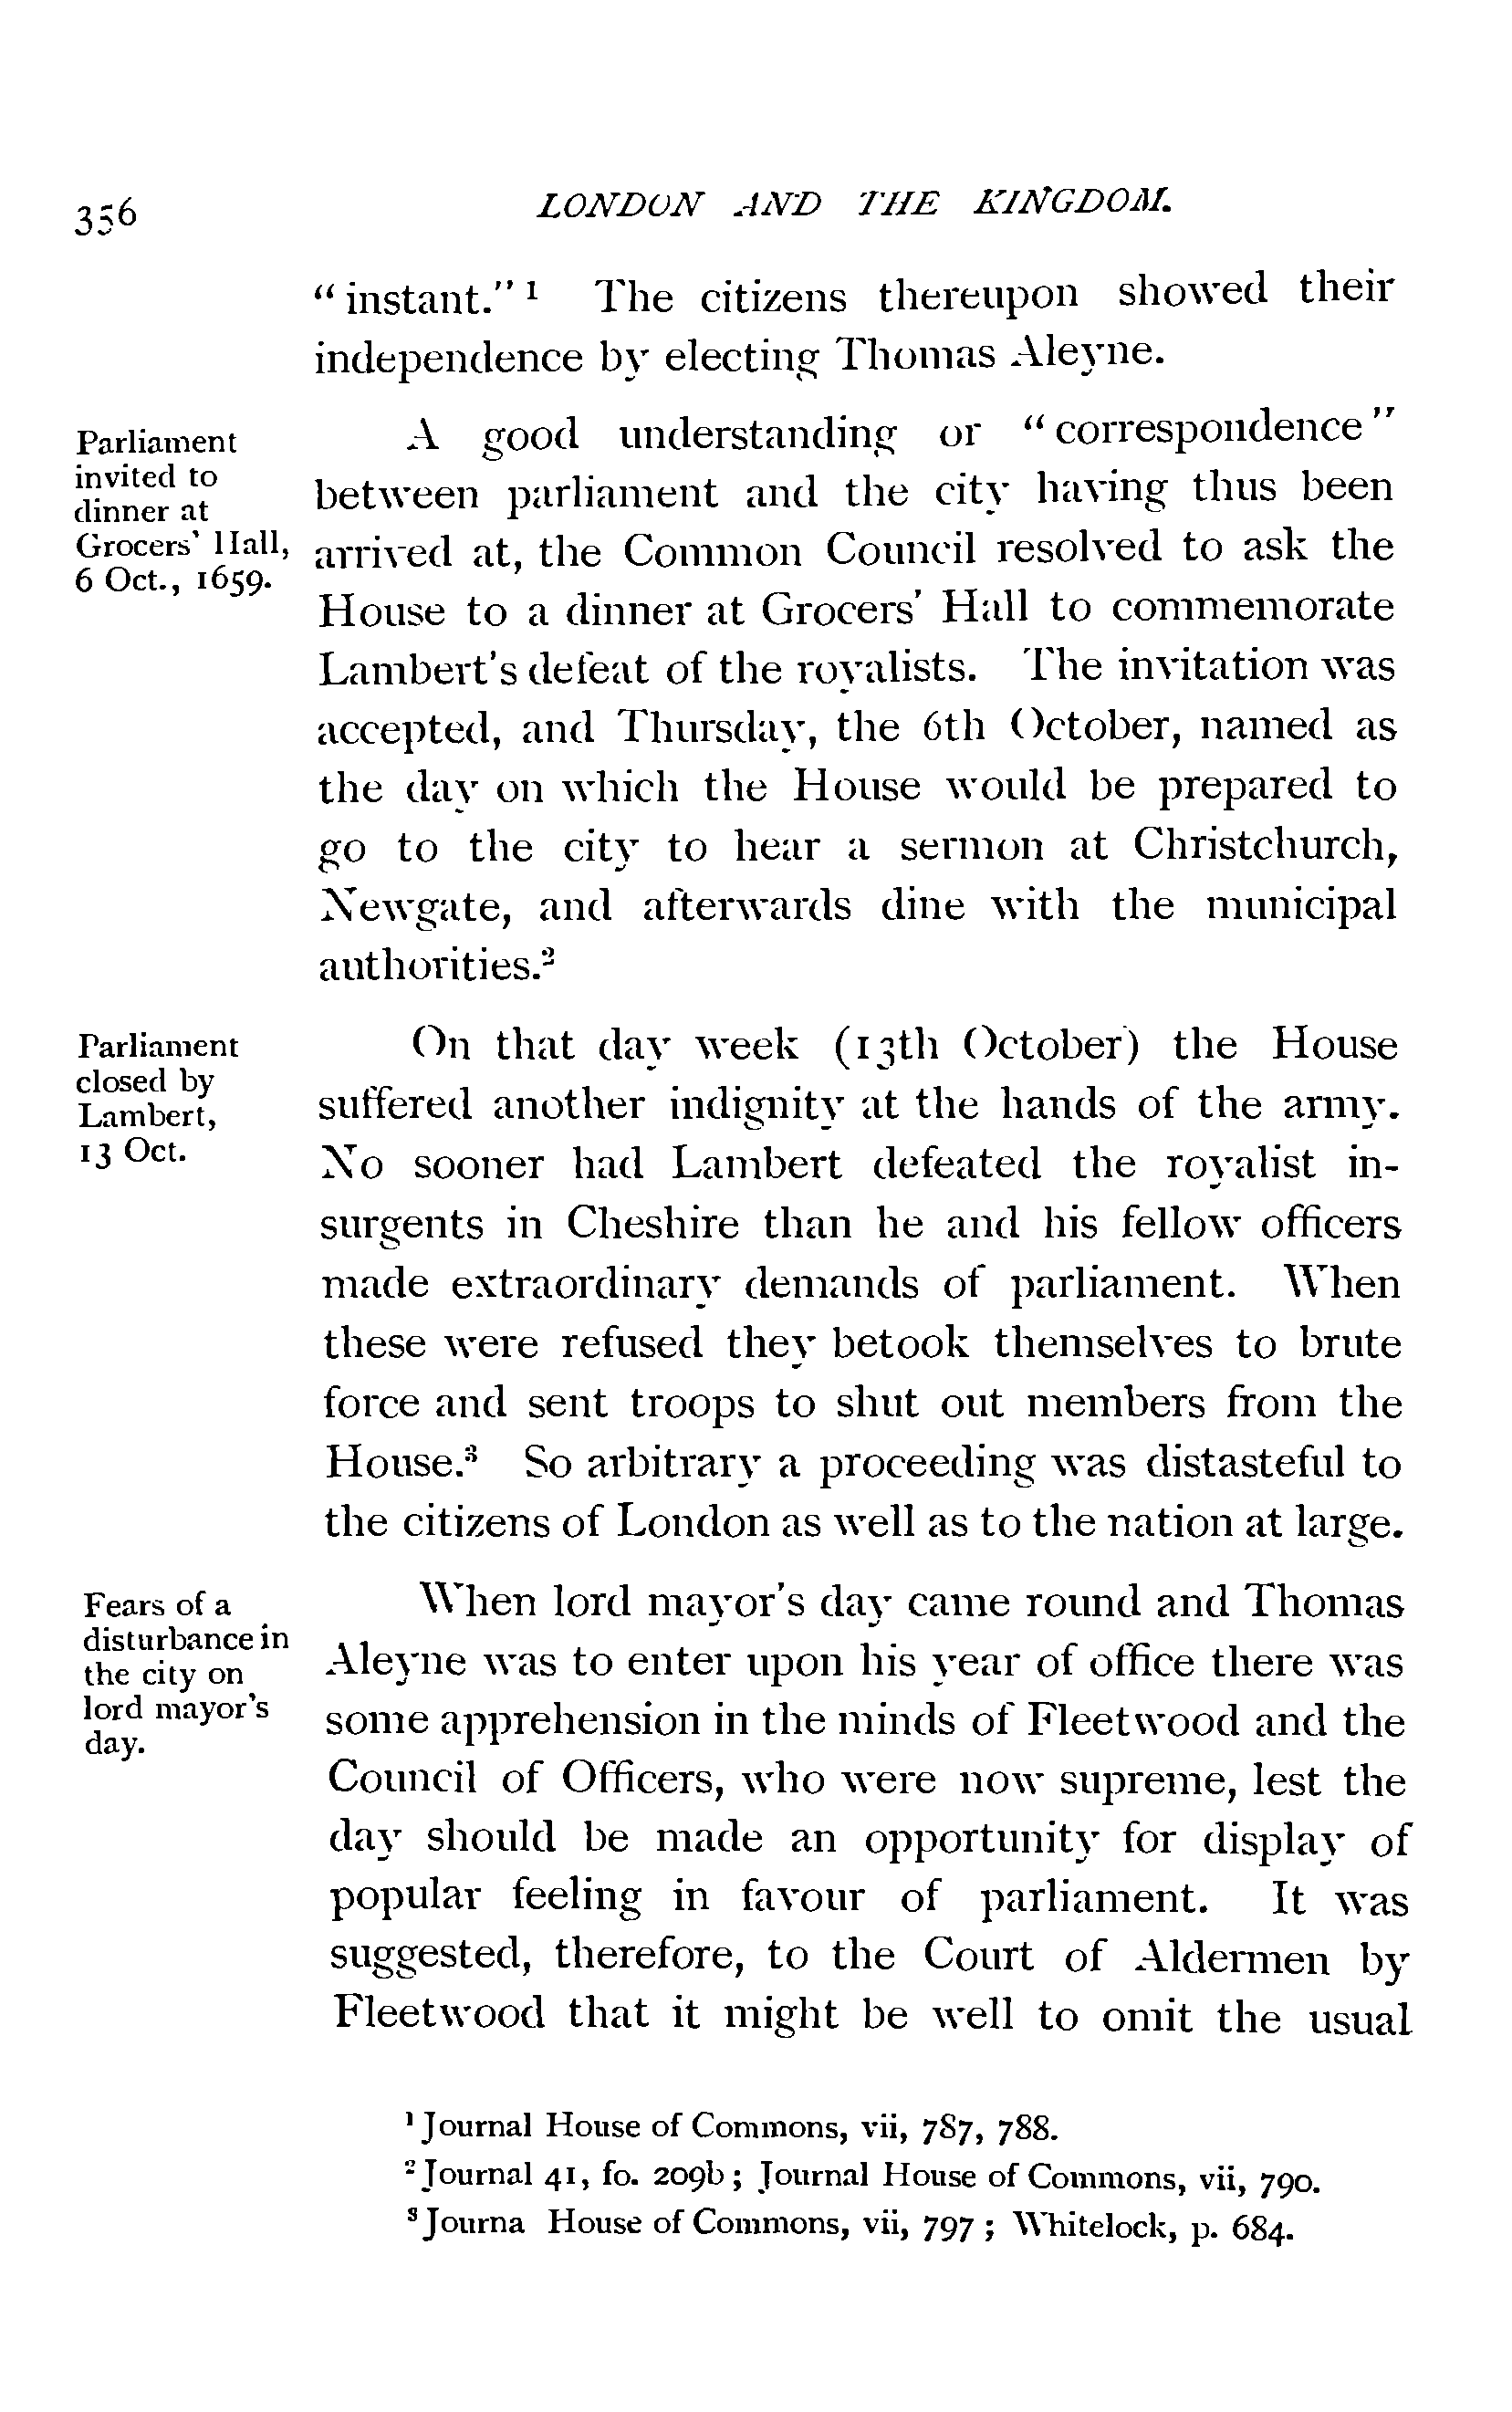 356 LONDON AND THE KINGDOM.
“instant.”¹ The citizens thereupon showed their
independence by electing Thomas Aleyne.
Parliament
invited to
dinner at
Grocers’ Hall,
6 Oct., 1659.
A good understanding or “correspondence”
between parliament and the city having thus been
arrived at, the Common Council resolved to ask the
House to a dinner at Grocers’ Hall to commemorate
Lambert’s defeat of the royalists. The invitation was
accepted, and Thursday, the 6th October, named as
the day on which the House would be prepared to
go to the city to hear a sermon at Christchurch,
Newgate, and afterwards dine with the municipal
authorities.²
Parliament
closed by
Lambert,
13 Oct.
On that day week (13th October) the House
suffered another indignity at the hands of the army.
No sooner had Lambert defeated the royalist in-
surgents in Cheshire than he and his fellow officers
made extraordinary demands of parliament. When
these were refused they betook themselves to brute
force and sent troops to shut out members from the
House.³ So arbitrary a proceeding was distasteful to
the citizens of London as well as to the nation at large.
Fears of a
disturbance in
the city on
lord mayor’s
day.
When lord mayor’s day came round and Thomas
Aleyne was to enter upon his year of office there was
some apprehension in the minds of Fleetwood and the
Council of Officers, who were now supreme, lest the
day should be made an opportunity for display of
popular feeling in favour of parliament. It was
suggested, therefore, to the Court of Aldermen by
Fleetwood that it might be well to omit the usual
¹ Journal House of Commons, vii, 787, 788.
² Journal 41, fo. 209b; Journal House of Commons, vii, 790.
³ Journa House of Commons, vii, 797; Whitelock, p. 684.